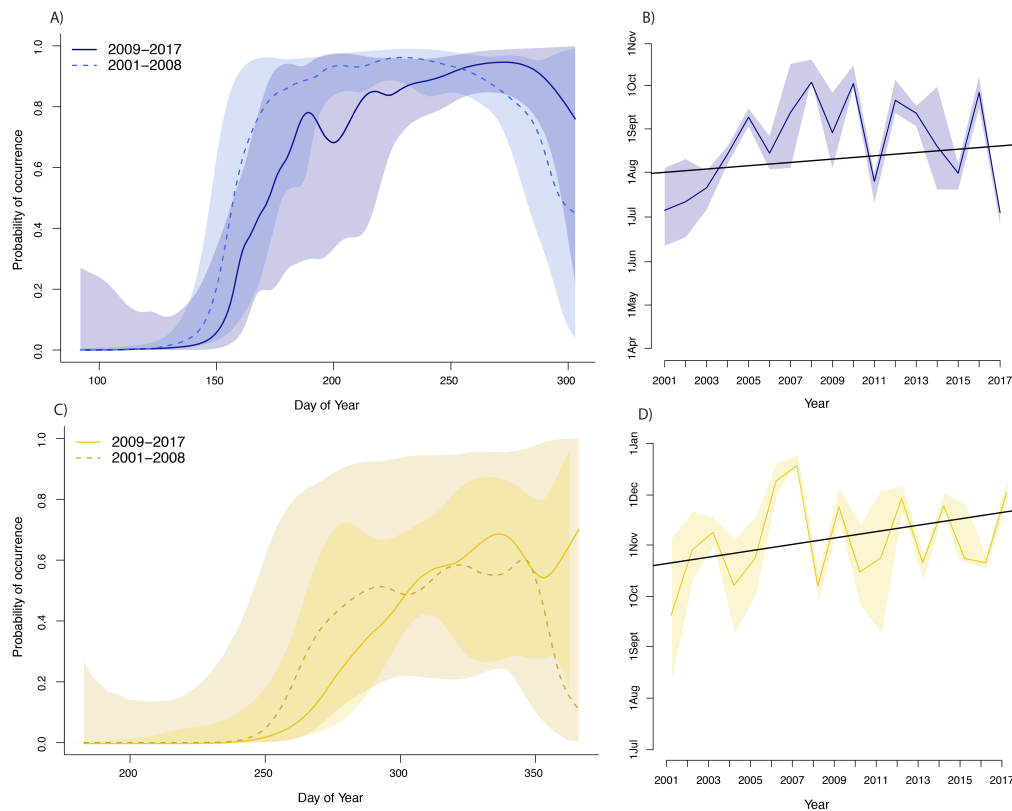 A)
2009−2017
2001−2008
Probability of occurrence
0.0 0.2 0.4 0.6 0.8 1.0
100 150 200 250 300
Day of Year
B)
1Apr 1May 1Jun 1Jul 1Aug 1Sept 1Oct 1Nov
2001 2003 2005 2007 2009 2011 2013 2015 2017
Year
C)
2009−2017
2001−2008
Probability of occurrence
0.0 0.2 0.4 0.6 0.8 1.0
200 250 300 350
Day of Year
D)
1Jul 1Aug 1Sept 1Oct 1Nov 1Dec 1Jan
2001 2003 2005 2007 2009 2011 2013 2015 2017
Year